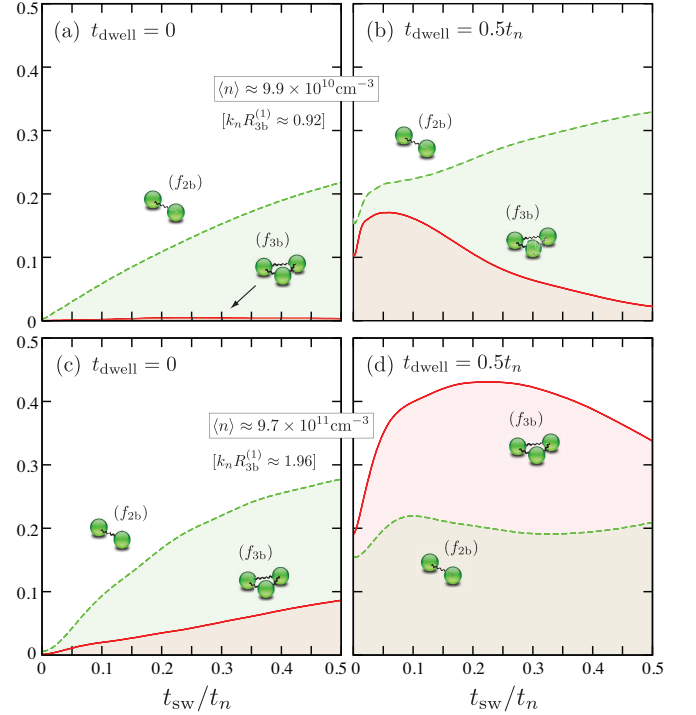 (a) t_dwell = 0
(b) t_dwell = 0.5t_n
⟨n⟩ ≈ 9.9 × 10^10 cm^−3
[k_n R_3b^(1) ≈ 0.92]
(f_2b)
(f_3b)
(f_2b)
(f_3b)
0.5
0.4
0.3
0.2
0.1
0
(c) t_dwell = 0
(d) t_dwell = 0.5t_n
⟨n⟩ ≈ 9.7 × 10^11 cm^−3
[k_n R_3b^(1) ≈ 1.96]
(f_2b)
(f_3b)
(f_3b)
(f_2b)
0.5
0.4
0.3
0.2
0.1
0
0 0.1 0.2 0.3 0.4 0.5
0 0.1 0.2 0.3 0.4 0.5
t_sw/t_n
t_sw/t_n